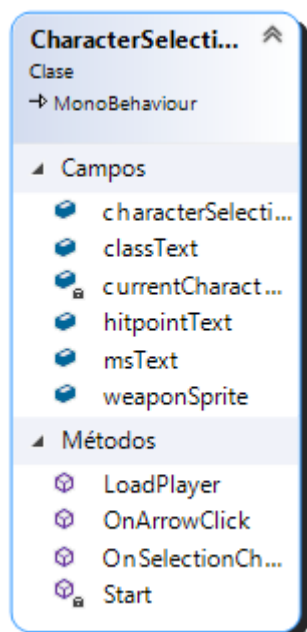 CharacterSelecti...
Clase
MonoBehaviour
Campos
characterSelecti...
classText
currentCharact...
hitpointText
msText
weaponSprite
Métodos
LoadPlayer
OnArrowClick
OnSelectionCh...
Start